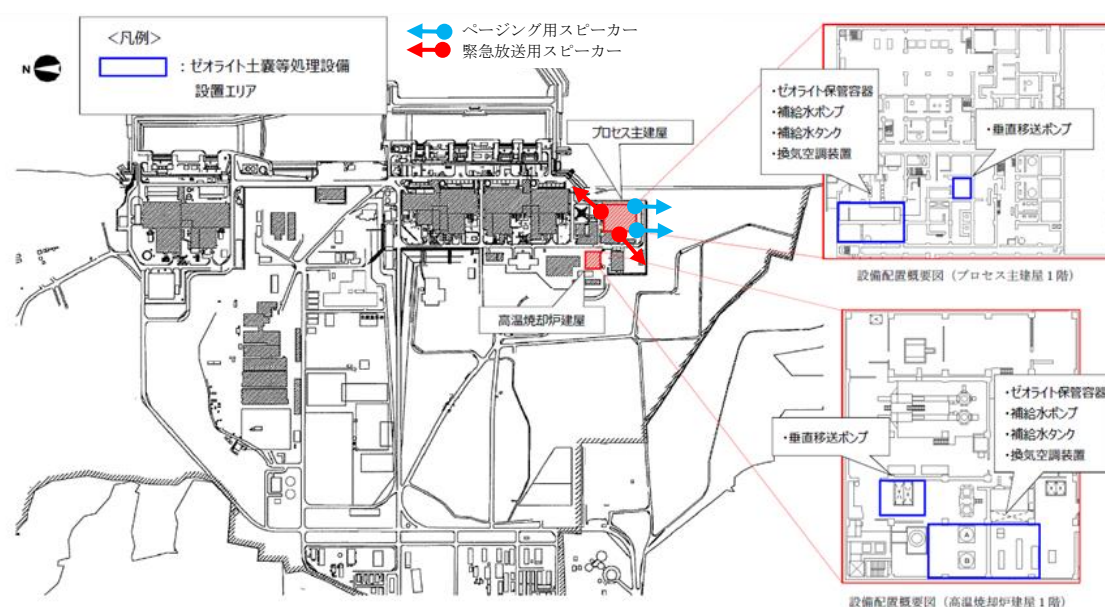 <凡例>
：ゼオライト土嚢等処理設備
設置エリア
N
ページング用スピーカー
緊急放送用スピーカー
プロセス主建屋
高温焼却炉建屋
・ゼオライト保管容器
・補給水ポンプ
・補給水タンク
・換気空調装置
・垂直移送ポンプ
設備配置概要図（プロセス主建屋１階）
・垂直移送ポンプ
・ゼオライト保管容器
・補給水ポンプ
・補給水タンク
・換気空調装置
設備配置概要図（高温焼却炉建屋１階）